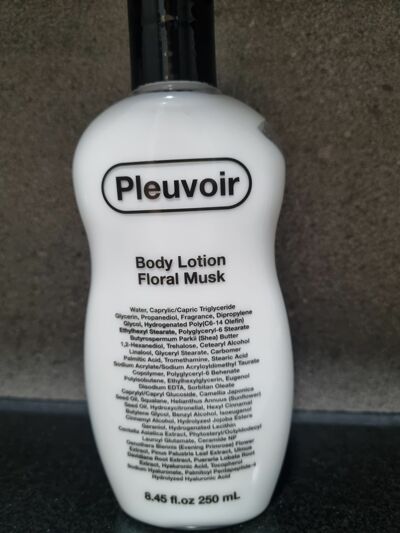 Pleuvoir
Body Lotion
Floral Musk
Water, Caprylic/Capric Triglyceride
Glycerin, Propanediol, Fragrance, Dipropylene
Glycol, Hydrogenated Poly(C6-14 Olefin)
Ethylhexyl Stearate, Polyglyceryl-6 Stearate
Butyrospermum Parkii (Shea) Butter
1,2-Hexanediol, Trehalose, Cetearyl Alcohol
Linalool, Glyceryl Stearate, Carbomer
Palmitic Acid, Tromethamine, Stearic Acid
Sodium Acrylate/Sodium Acryloyldimethyl Taurate
Copolymer, Polyglyceryl-6 Behenate
Polyisobutene, Ethylhexylglycerin, Eugenol
Disodium EDTA, Sorbitan Oleate
Caprylyl/Capryl Glucoside, Camellia Japonica
Seed Oil, Squalane, Helianthus Annuus (Sunflower)
Seed Oil, Hydroxycitronellal, Hexyl Cinnamal
Butylene Glycol, Benzyl Alcohol, Isoeugenol
Cinnamyl Alcohol, Hydrolyzed Jojoba Esters
Geraniol, Hydrogenated Lecithin
Centella Asiatica Extract, Phytosteryl/Octyldodecyl
Lauroyl Glutamate, Ceramide NP
Oenothera Biennis (Evening Primrose) Flower
Extract, Pinus Palustris Leaf Extract, Ulmus
Davidiana Root Extract, Pueraria Lobata Root
Extract, Hyaluronic Acid, Tocopherol
Sodium Hyaluronate, Palmitoyl Pentapeptide-4
Hydrolyzed Hyaluronic Acid
8.45 fl.oz 250 mL